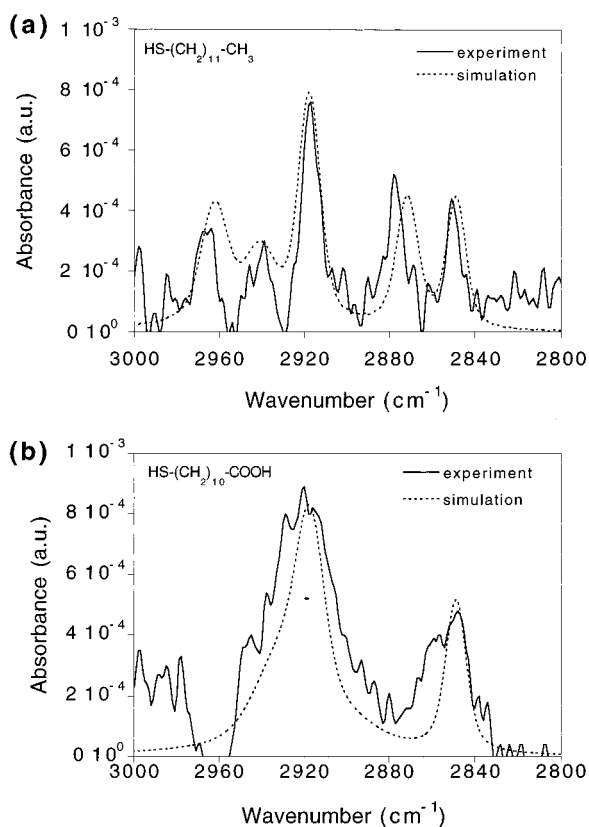 (a)
1 10⁻³
HS-(CH₂)₁₁-CH₃
experiment
simulation
8 10⁻⁴
6 10⁻⁴
4 10⁻⁴
2 10⁻⁴
0 10⁰
Absorbance (a.u.)
3000 2960 2920 2880 2840 2800
Wavenumber (cm⁻¹)
(b)
1 10⁻³
HS-(CH₂)₁₀-COOH
experiment
simulation
8 10⁻⁴
6 10⁻⁴
4 10⁻⁴
2 10⁻⁴
0 10⁰
Absorbance (a.u.)
3000 2960 2920 2880 2840 2800
Wavenumber (cm⁻¹)